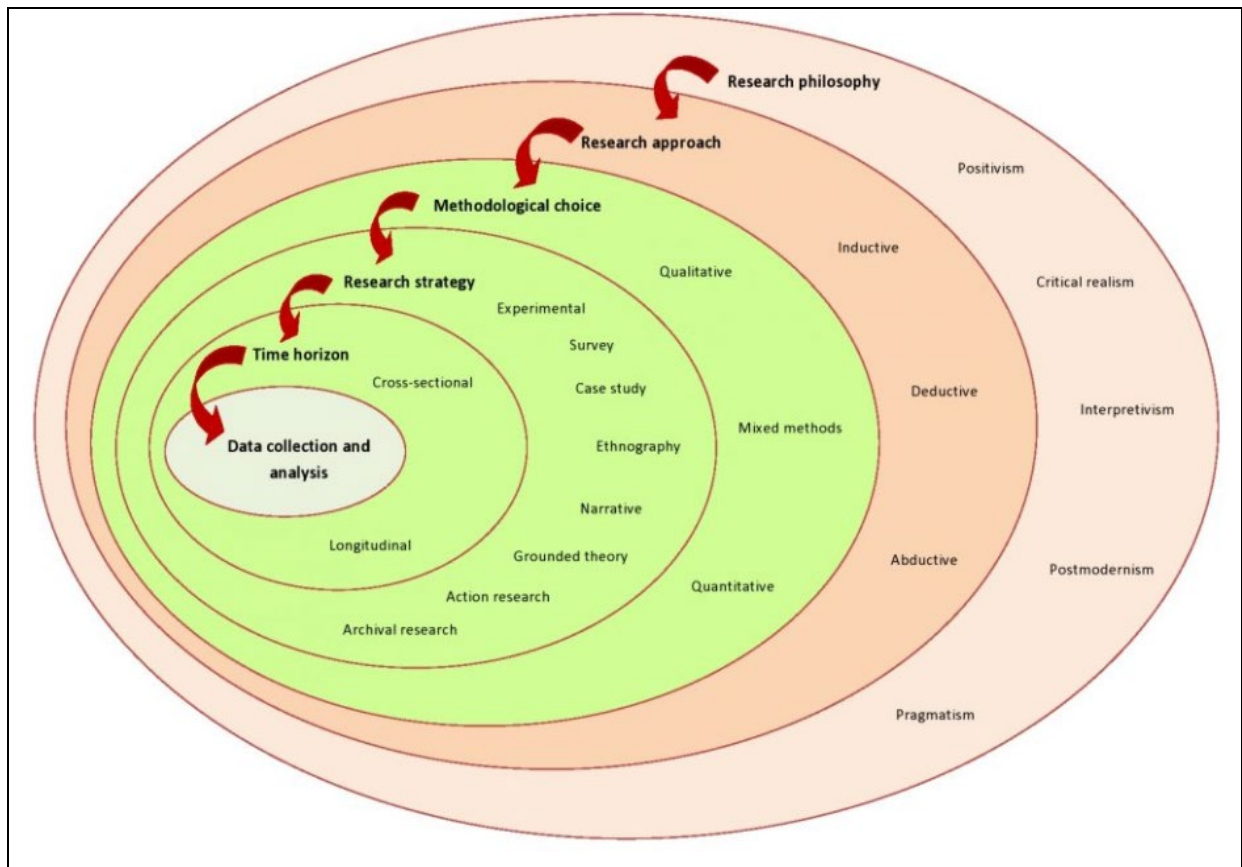 Research philosophy
Research approach
Positivism
Methodological choice
Inductive
Qualitative
Research strategy
Critical realism
Experimental
Survey
Time horizon
Cross-sectional
Case study
Deductive
Interpretivism
Mixed methods
Data collection and
analysis
Ethnography
Narrative
Longitudinal
Grounded theory
Abductive
Postmodernism
Quantitative
Action research
Archival research
Pragmatism